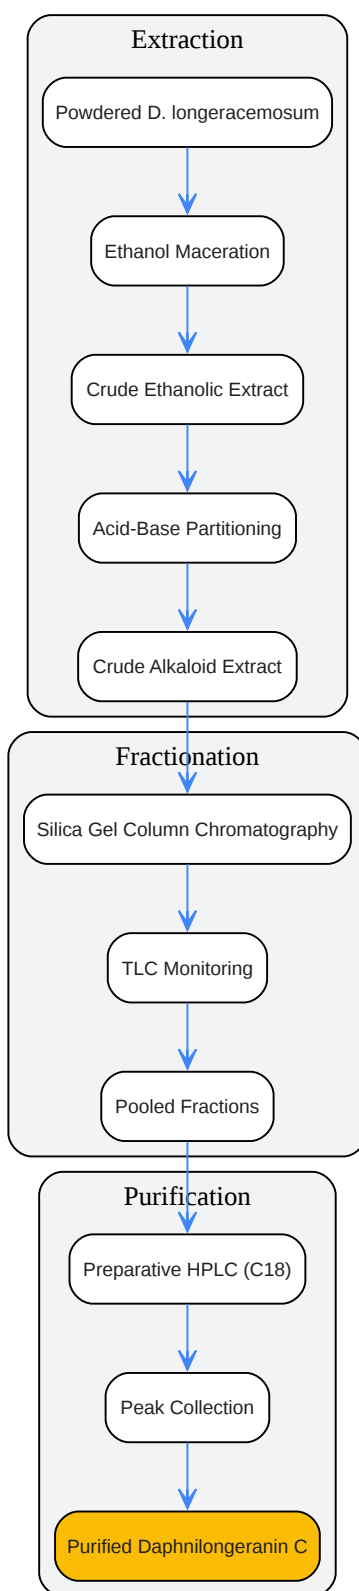 Extraction
Powdered D. longeracemosum
Ethanol Maceration
Crude Ethanolic Extract
Acid-Base Partitioning
Crude Alkaloid Extract
Fractionation
Silica Gel Column Chromatography
TLC Monitoring
Pooled Fractions
Purification
Preparative HPLC (C18)
Peak Collection
Purified Daphnilongeranin C